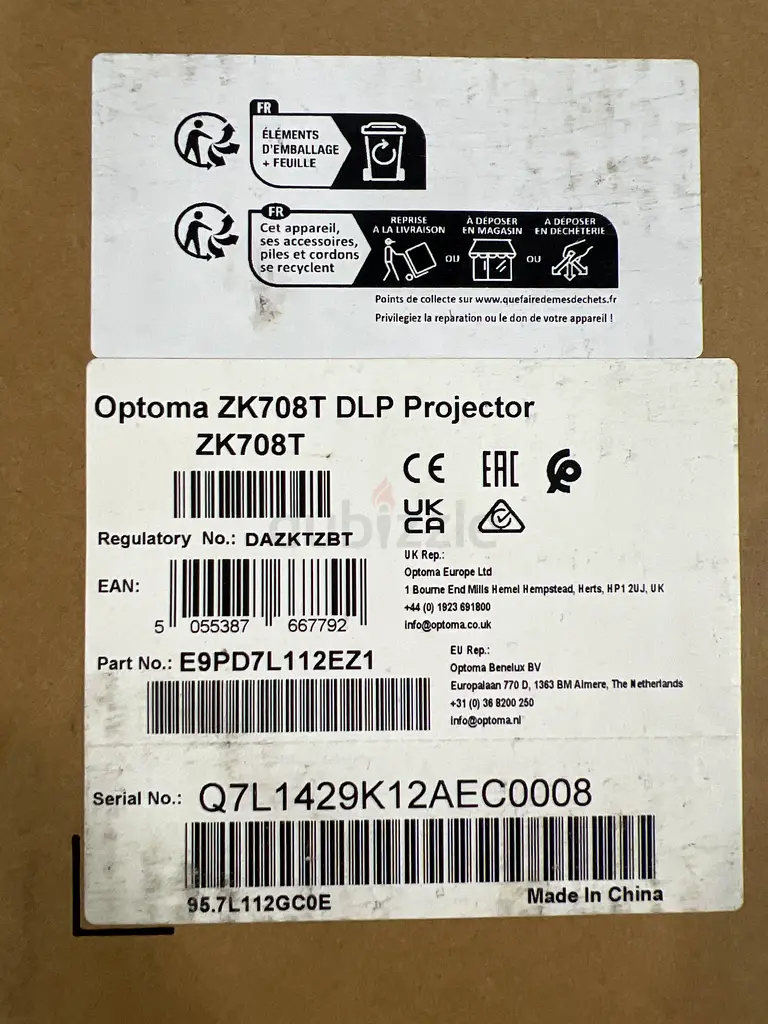 FR
ÉLÉMENTS
D'EMBALLAGE
+ FEUILLE
FR
Cet appareil,
ses accessoires,
piles et cordons
se recyclent
REPRISE
À LA LIVRAISON
OU
À DÉPOSER
EN MAGASIN
OU
À DÉPOSER
EN DÉCHÈTERIE
Points de collecte sur www.quefairedemesdechets.fr
Privilegiez la reparation ou le don de votre appareil !
Optoma ZK708T DLP Projector
ZK708T
CE EAC
UK
CA
dubizzle
Regulatory No.: DAZKTZBT
EAN:
5 055387 667792
Part No.: E9PD7L112EZ1
UK Rep.:
Optoma Europe Ltd
1 Bourne End Mills Hemel Hempstead, Herts, HP1 2UJ, UK
+44 (0) 1923 691800
info@optoma.co.uk
EU Rep.:
Optoma Benelux BV
Europalaan 770 D, 1363 BM Almere, The Netherlands
+31 (0) 36 8200 250
info@optoma.nl
Serial No.: Q7L1429K12AEC0008
95.7L112GC0E
Made In China